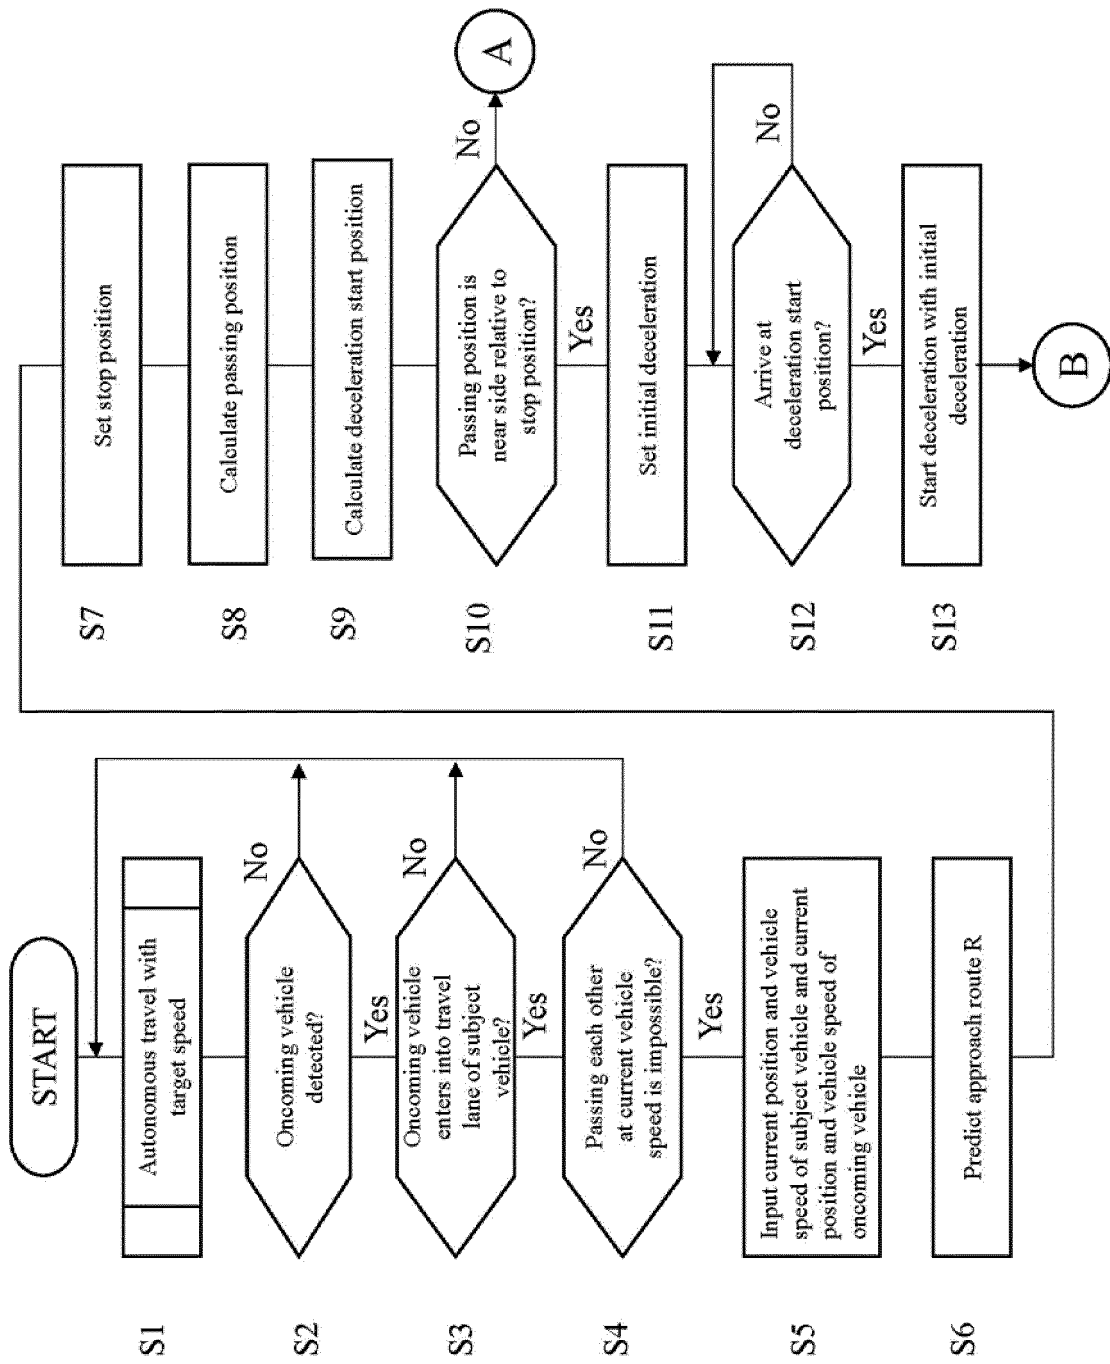 START
S1
Autonomous travel with
target speed
S2
Oncoming vehicle
detected?
No
Yes
S3
Oncoming vehicle
enters into travel
lane of subject
vehicle?
No
Yes
S4
Passing each other
at current vehicle
speed is impossible?
No
Yes
S5
Input current position and vehicle
speed of subject vehicle and current
position and vehicle speed of
oncoming vehicle
S6
Predict approach route R
S7
Set stop position
S8
Calculate passing position
S9
Calculate deceleration start position
S10
Passing position is
near side relative to
stop position?
No
A
Yes
S11
Set initial deceleration
S12
Arrive at
deceleration start
position?
No
Yes
S13
Start deceleration with initial
deceleration
B